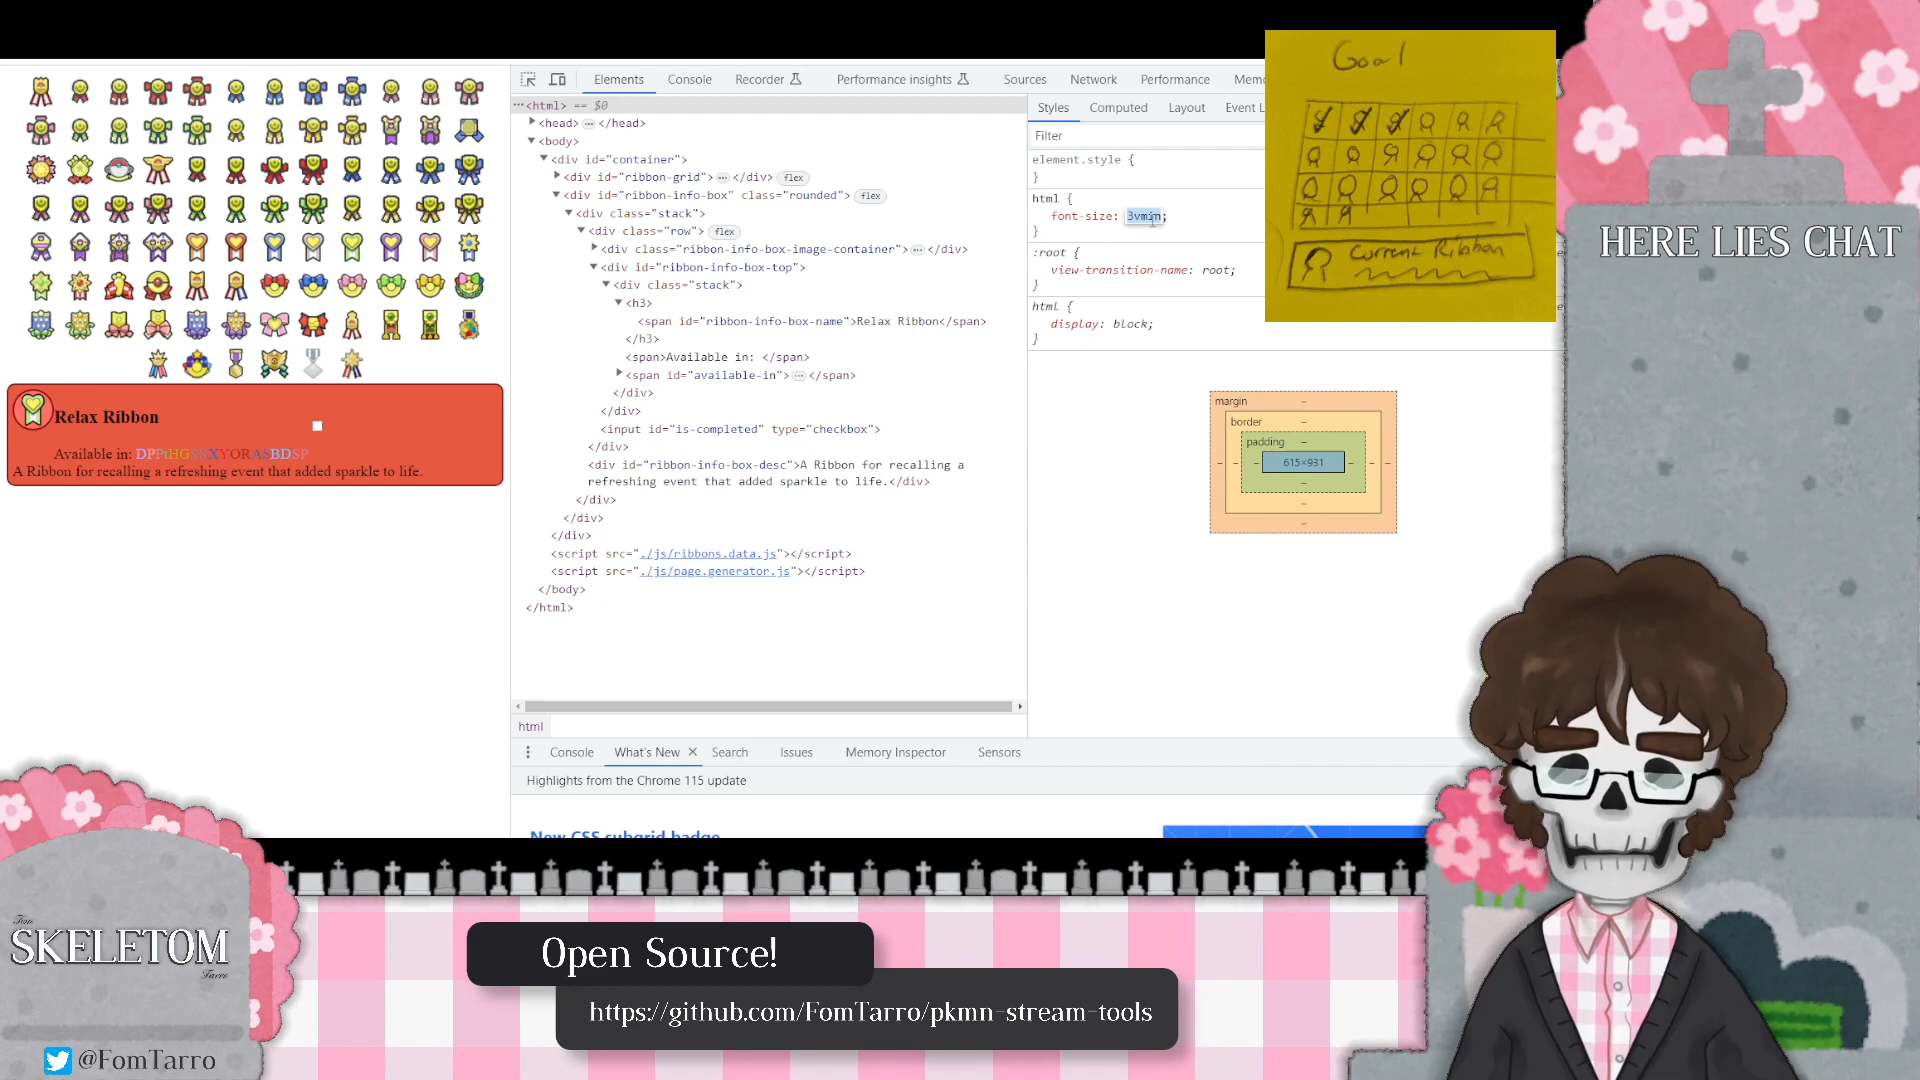 Elements Console Recorder Performance insights Sources Network Performance Memo
<html> == $0
<head> </head>
<body>
<div id="container">
<div id="ribbon-grid"> </div> flex
<div id="ribbon-info-box" class="rounded"> flex
<div class="stack">
<div class="row"> flex
<div class="ribbon-info-box-image-container"> </div>
<div id="ribbon-info-box-top">
<div class="stack">
<h3>
<span id="ribbon-info-box-name">Relax Ribbon</span>
</h3>
<span>Available in: </span>
<span id="available-in"> </span>
</div>
</div>
<input id="is-completed" type="checkbox">
</div>
<div id="ribbon-info-box-desc">A Ribbon for recalling a
refreshing event that added sparkle to life.</div>
</div>
</div>
</div>
<script src="./js/ribbons.data.js"></script>
<script src="./js/page.generator.js"></script>
</body>
</html>
html
Styles Computed Layout Event L
Filter
element.style {
}
html {
font-size: 3vmin;
}
:root {
view-transition-name: root;
}
html {
display: block;
}
margin
border
padding
615×931
Goal
Current Ribbon
HERE LIES CHAT
Relax Ribbon
Available in: DPPtHGSSXYORASBDSP
A Ribbon for recalling a refreshing event that added sparkle to life.
Console What's New Search Issues Memory Inspector Sensors
Highlights from the Chrome 115 update
New CSS subgrid badge
Tom
SKELETOM
Tarro
@FomTarro
Open Source!
https://github.com/FomTarro/pkmn-stream-tools